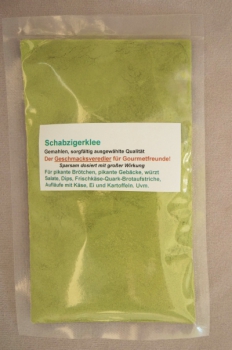 Schabzigerklee
Gemahlen, sorgfältig ausgewählte Qualität
Der Geschmacksveredler für Gourmetfreunde!
Sparsam dosiert mit großer Wirkung
Für pikante Brötchen, pikante Gebäcke, würzt
Salate, Dips, Frischkäse-Quark-Brotaufstriche,
Aufläufe mit Käse, Ei und Kartoffeln. Uvm.